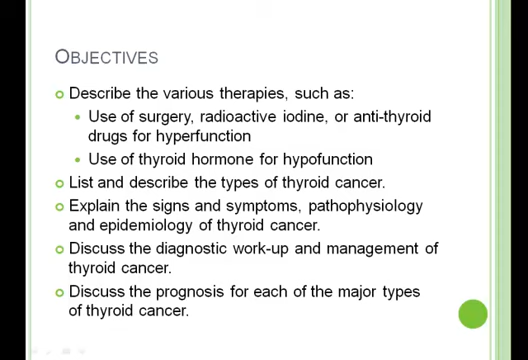 OBJECTIVES
Describe the various therapies, such as:
Use of surgery, radioactive iodine, or anti-thyroid
drugs for hyperfunction
Use of thyroid hormone for hypofunction
List and describe the types of thyroid cancer.
Explain the signs and symptoms, pathophysiology
and epidemiology of thyroid cancer.
Discuss the diagnostic work-up and management of
thyroid cancer.
Discuss the prognosis for each of the major types
of thyroid cancer.